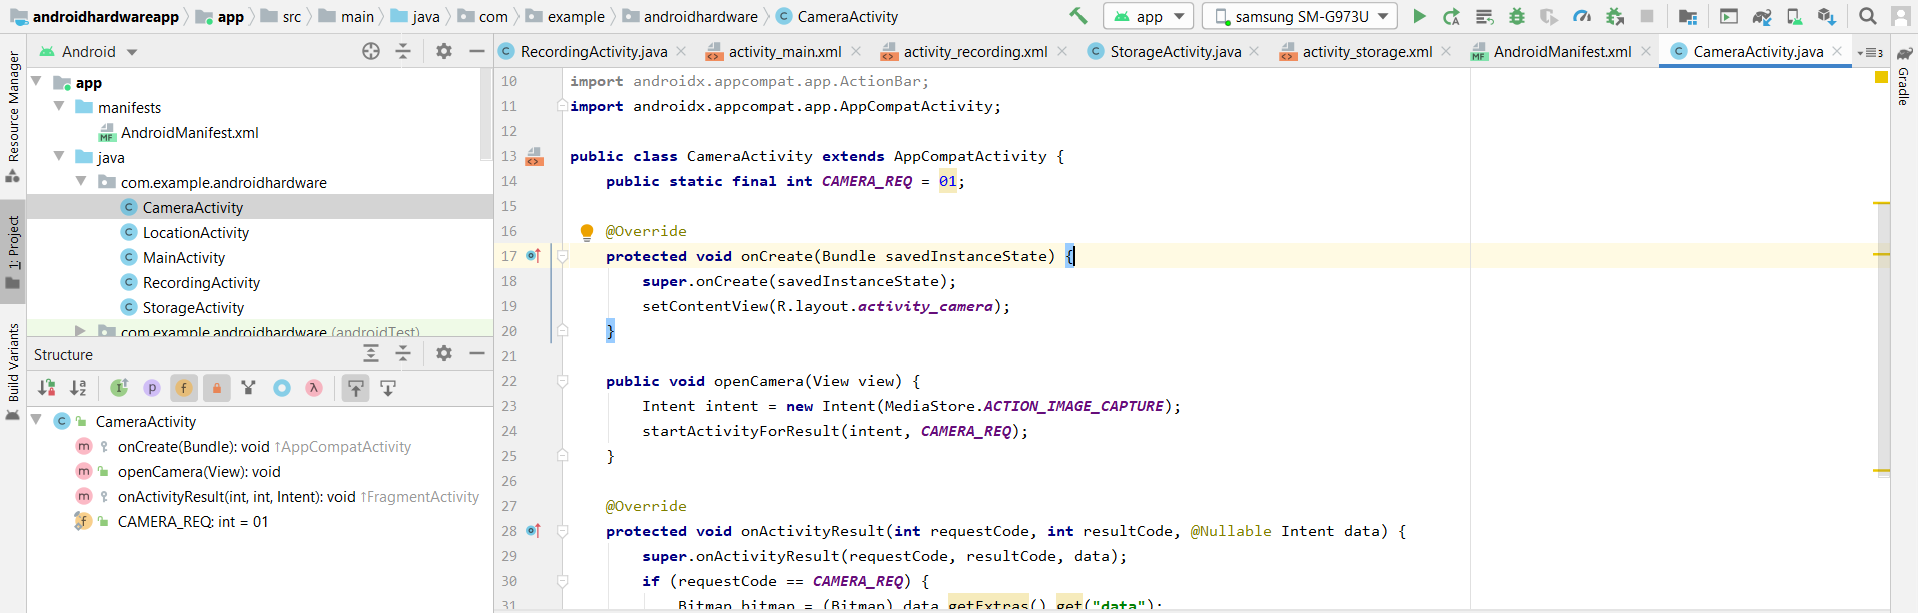 androidhardwareapp app src main java com example androidhardware CameraActivity app samsung SM-G973U
Android RecordingActivity.java activity_main.xml activity_recording.xml StorageActivity.java activity_storage.xml AndroidManifest.xml CameraActivity.java 3
Resource Manager
1: Project
Build Variants
Gradle
app
manifests
AndroidManifest.xml
java
com.example.androidhardware
CameraActivity
LocationActivity
MainActivity
RecordingActivity
StorageActivity
com.example.androidhardware (androidTest)
Structure
CameraActivity
onCreate(Bundle): void ↑AppCompatActivity
openCamera(View): void
onActivityResult(int, int, Intent): void ↑FragmentActivity
CAMERA_REQ: int = 01
10 import androidx.appcompat.app.ActionBar;
11 import androidx.appcompat.app.AppCompatActivity;
12
13 public class CameraActivity extends AppCompatActivity {
14 public static final int CAMERA_REQ = 01;
15
16 @Override
17 protected void onCreate(Bundle savedInstanceState) {
18 super.onCreate(savedInstanceState);
19 setContentView(R.layout.activity_camera);
20 }
21
22 public void openCamera(View view) {
23 Intent intent = new Intent(MediaStore.ACTION_IMAGE_CAPTURE);
24 startActivityForResult(intent, CAMERA_REQ);
25 }
26
27 @Override
28 protected void onActivityResult(int requestCode, int resultCode, @Nullable Intent data) {
29 super.onActivityResult(requestCode, resultCode, data);
30 if (requestCode == CAMERA_REQ) {
31 Bitmap bitmap = (Bitmap) data.getExtras().get("data");